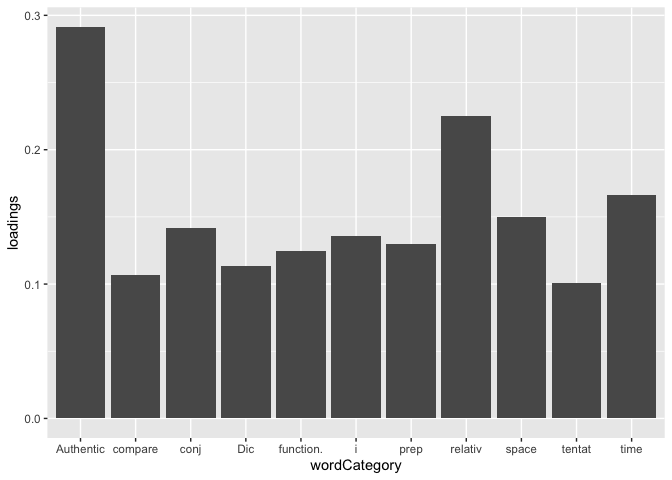 0.3
0.2
0.1
0.0
loadings
Authentic compare conj Dic function. i prep relativ space tentat time
wordCategory